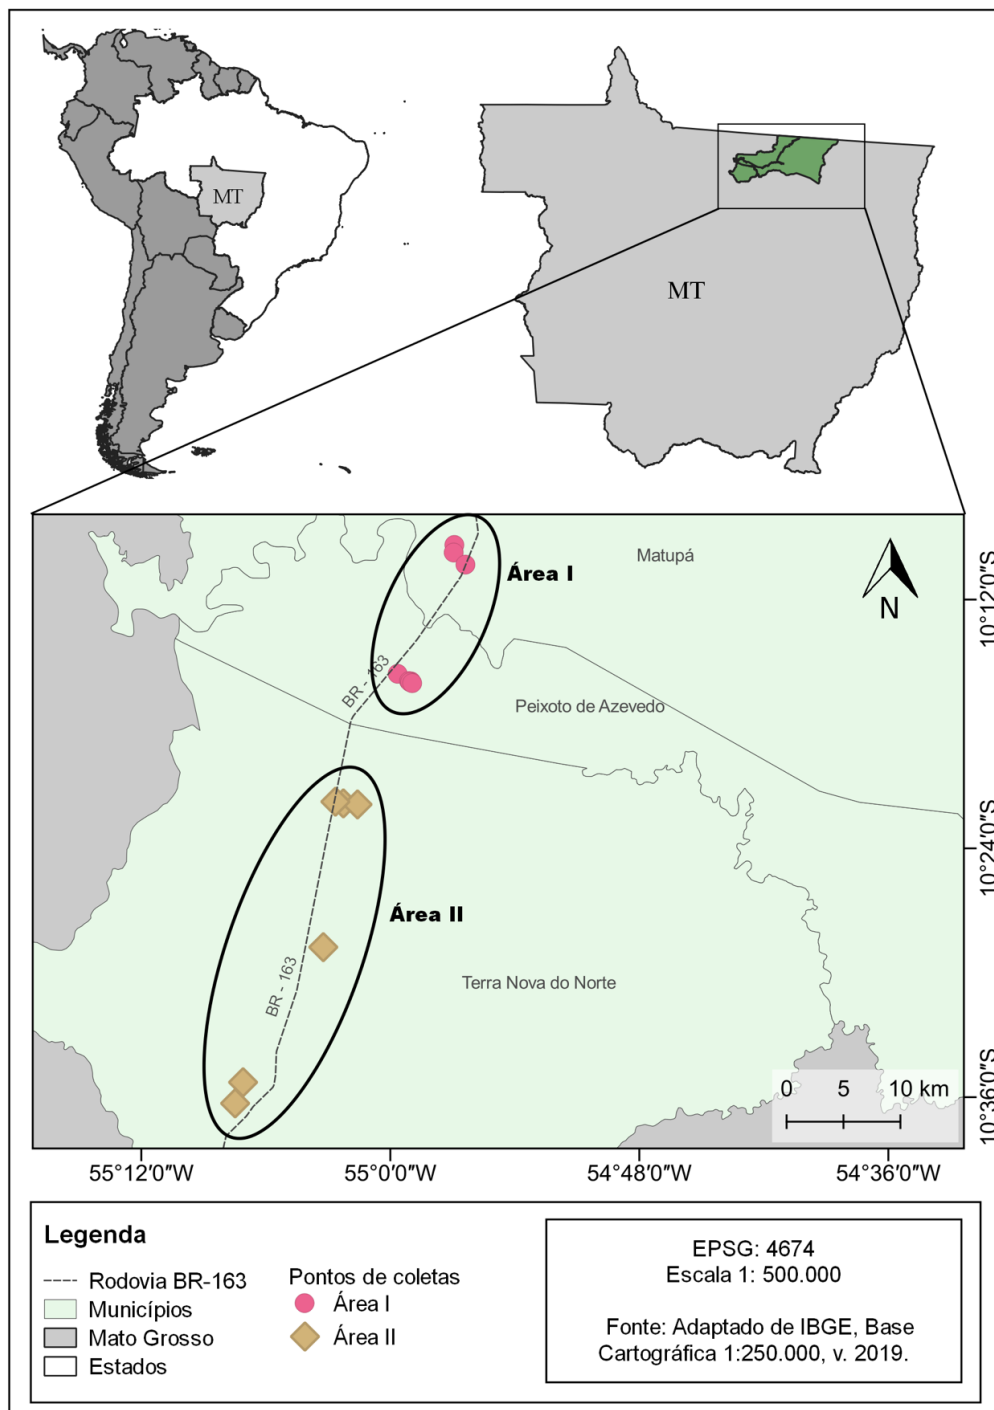 MT
MT
Área I
Matupá
N
10°12'0"S
BR - 163
Peixoto de Azevedo
10°24'0"S
Área II
BR - 163
Terra Nova do Norte
0 5 10 km
10°36'0"S
55°12'0"W 55°0'0"W 54°48'0"W 54°36'0"W
Legenda
Rodovia BR-163
Municípios
Mato Grosso
Estados
Pontos de coletas
Área I
Área II
EPSG: 4674
Escala 1: 500.000
Fonte: Adaptado de IBGE, Base
Cartográfica 1:250.000, v. 2019.